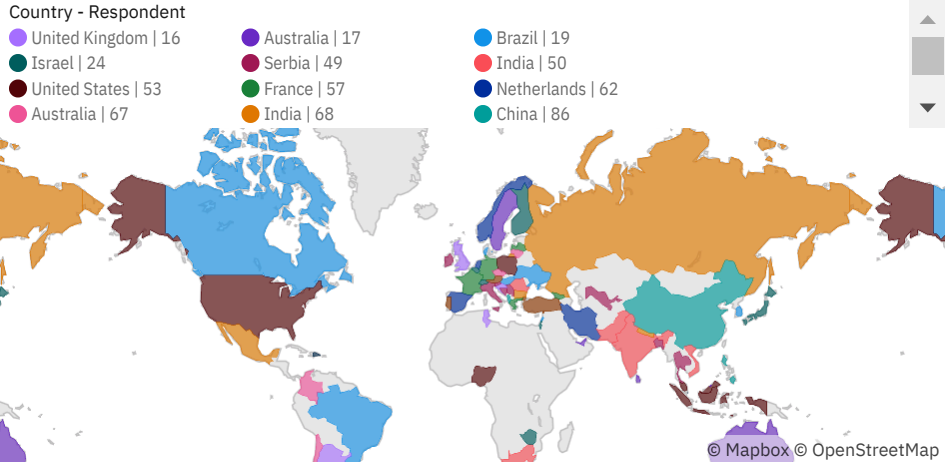 Country - Respondent
United Kingdom | 16
Australia | 17
Brazil | 19
Israel | 24
Serbia | 49
India | 50
United States | 53
France | 57
Netherlands | 62
Australia | 67
India | 68
China | 86
© Mapbox © OpenStreetMap